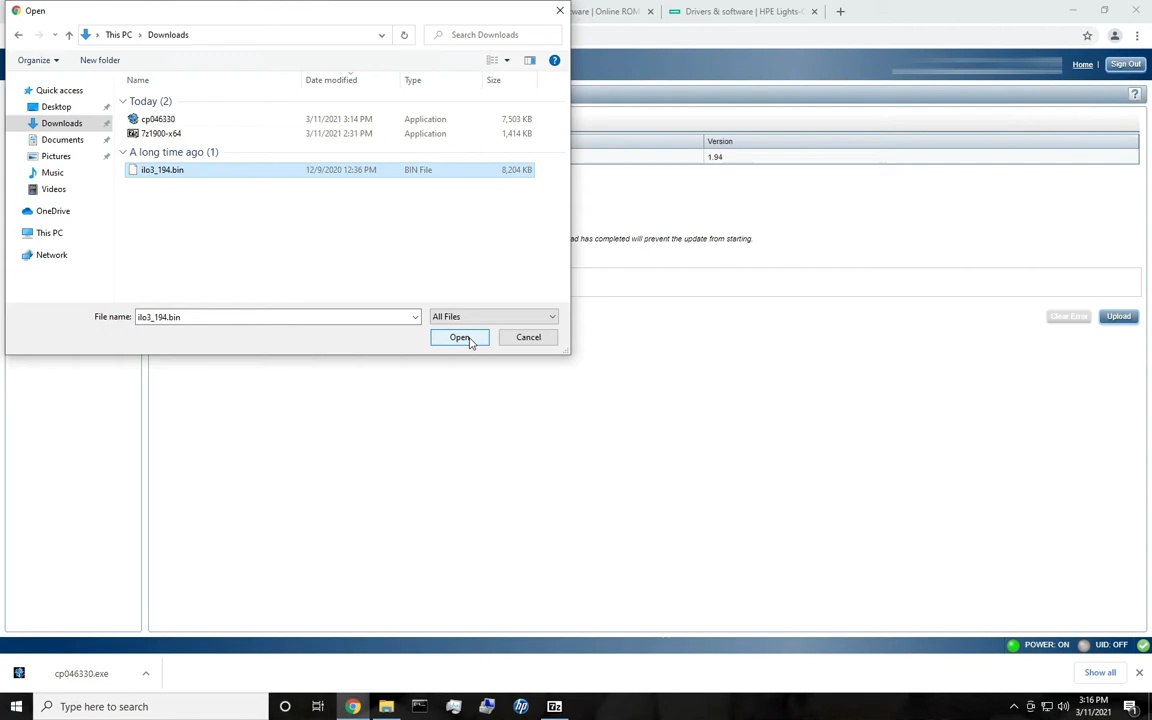 Open
ware | Online ROM
Drivers & software | HPE Lights-O
This PC > Downloads
Search Downloads
Organize
New folder
Home | Sign Out
Name Date modified Type Size
Quick access
Desktop
Downloads
Documents
Pictures
Music
Videos
OneDrive
This PC
Network
Today (2)
cp046330 3/11/2021 3:14 PM Application 7,503 KB
7z1900-x64 3/11/2021 2:31 PM Application 1,414 KB
A long time ago (1)
ilo3_194.bin 12/9/2020 12:36 PM BIN File 8,204 KB
Version
1.94
ad has completed will prevent the update from starting.
File name: ilo3_194.bin All Files
Open Cancel
Clear Error Upload
POWER: ON UID: OFF
cp046330.exe
Show all
Type here to search
7z
3:16 PM
3/11/2021
1